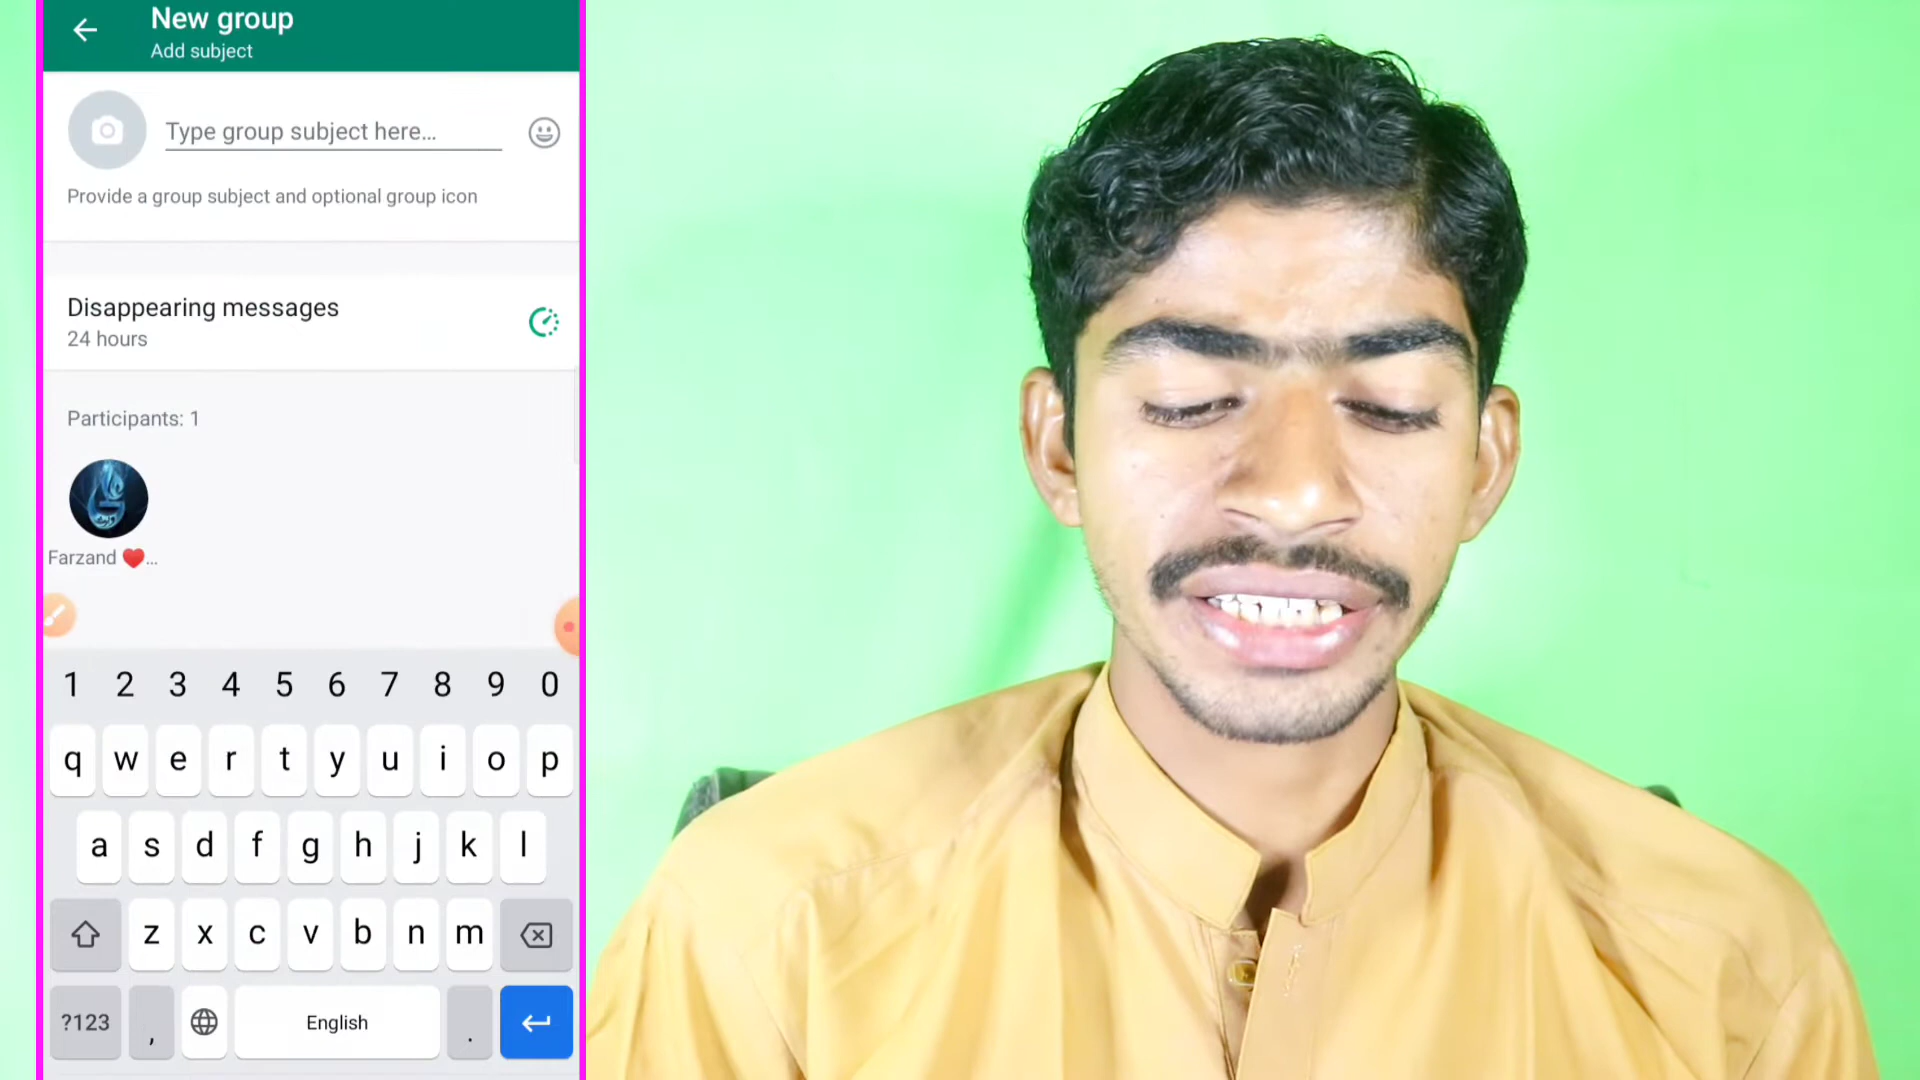 New group
Add subject
Type group subject here...
Provide a group subject and optional group icon
Disappearing messages
24 hours
Participants: 1
Farzand ❤️...
1 2 3 4 5 6 7 8 9 0
q w e r t y u i o p
a s d f g h j k l
z x c v b n m
?123 , English .